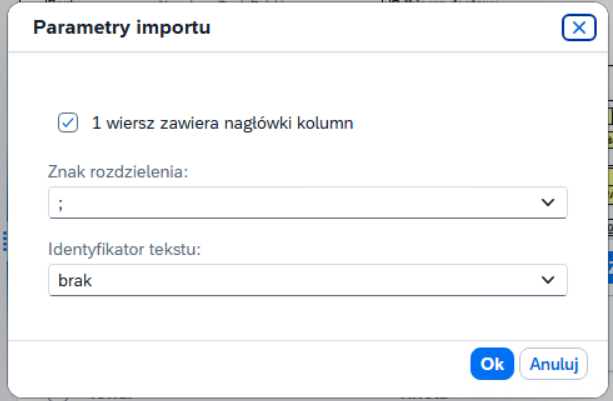 Parametry importu
1 wiersz zawiera nagłówki kolumn
Znak rozdzielenia:
;
Identyfikator tekstu:
brak
Ok
Anuluj